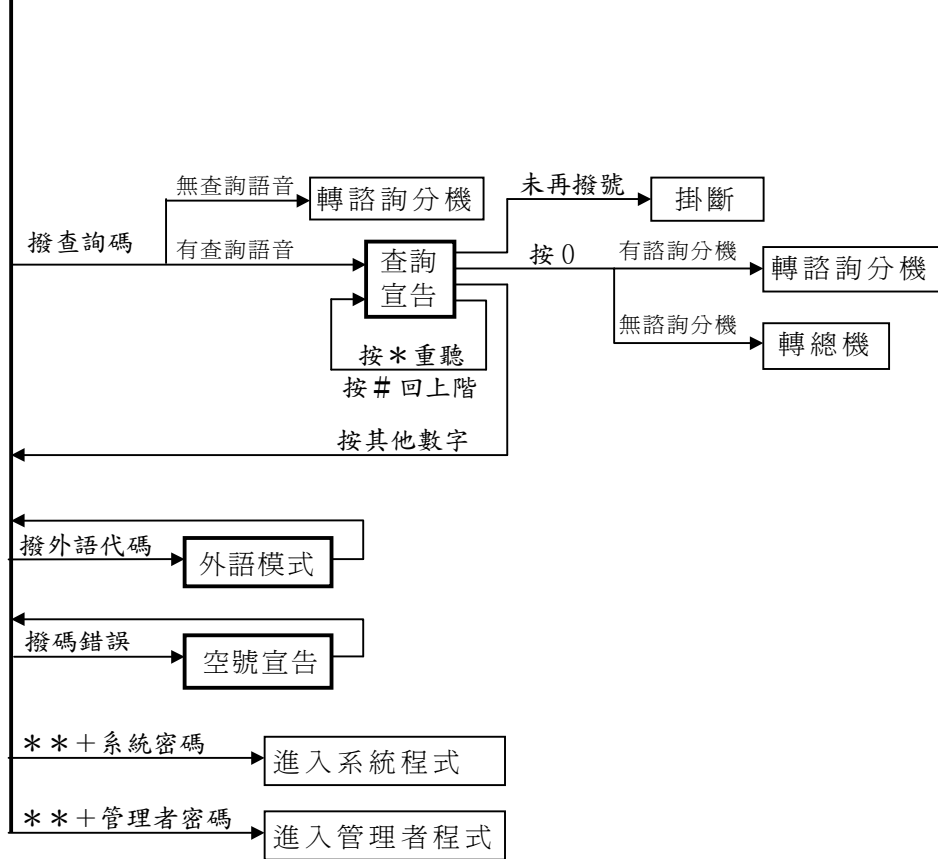 無查詢語音
轉諮詢分機
未再撥號
掛斷
撥查詢碼
有查詢語音
查詢
宣告
按0
有諮詢分機
轉諮詢分機
無諮詢分機
轉總機
按＊重聽
按＃回上階
按其他數字
撥外語代碼
外語模式
撥碼錯誤
空號宣告
＊＊＋系統密碼
進入系統程式
＊＊＋管理者密碼
進入管理者程式